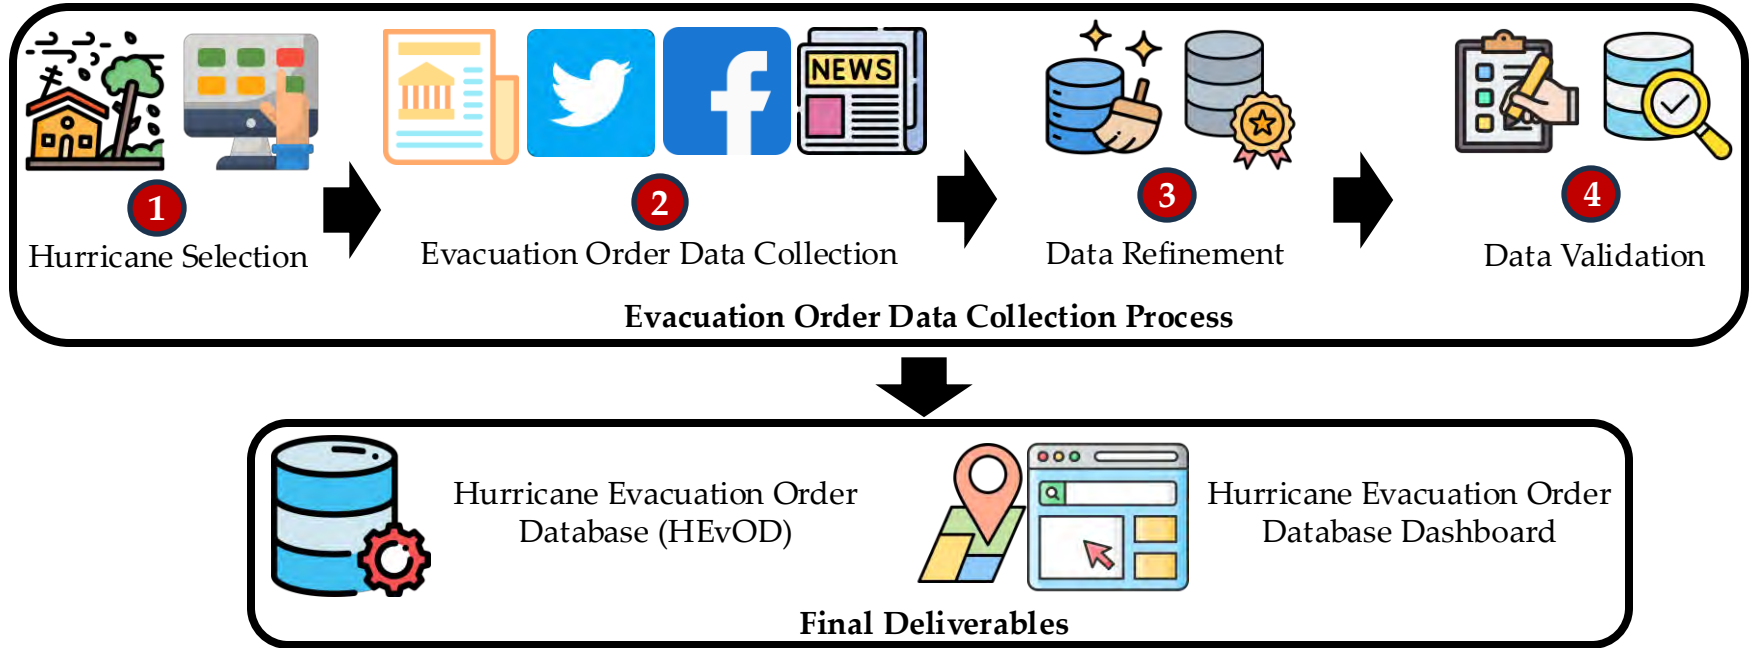 NEWS
1
2
3
4
Hurricane Selection
Evacuation Order Data Collection
Data Refinement
Data Validation
Evacuation Order Data Collection Process
Hurricane Evacuation Order
Database (HEvOD)
Hurricane Evacuation Order
Database Dashboard
Final Deliverables